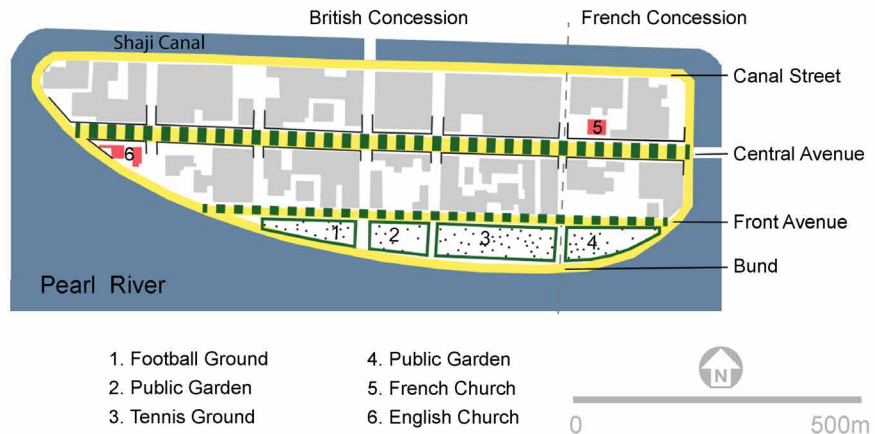 British Concession
French Concession
Shaji Canal
Canal Street
5
Central Avenue
6
Front Avenue
1
2
3
4
Bund
Pearl River
1. Football Ground
2. Public Garden
3. Tennis Ground
4. Public Garden
5. French Church
6. English Church
N
0
500m